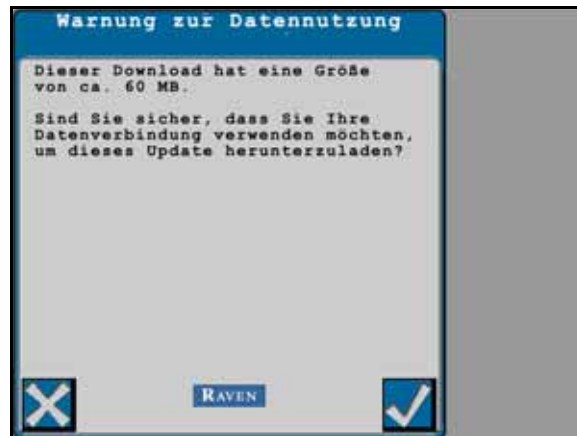 Warnung zur Datennutzung
Dieser Download hat eine Größe
von ca. 60 MB.
Sind Sie sicher, dass Sie Ihre
Datenverbindung verwenden möchten,
um dieses Update herunterzuladen?
RAVEN